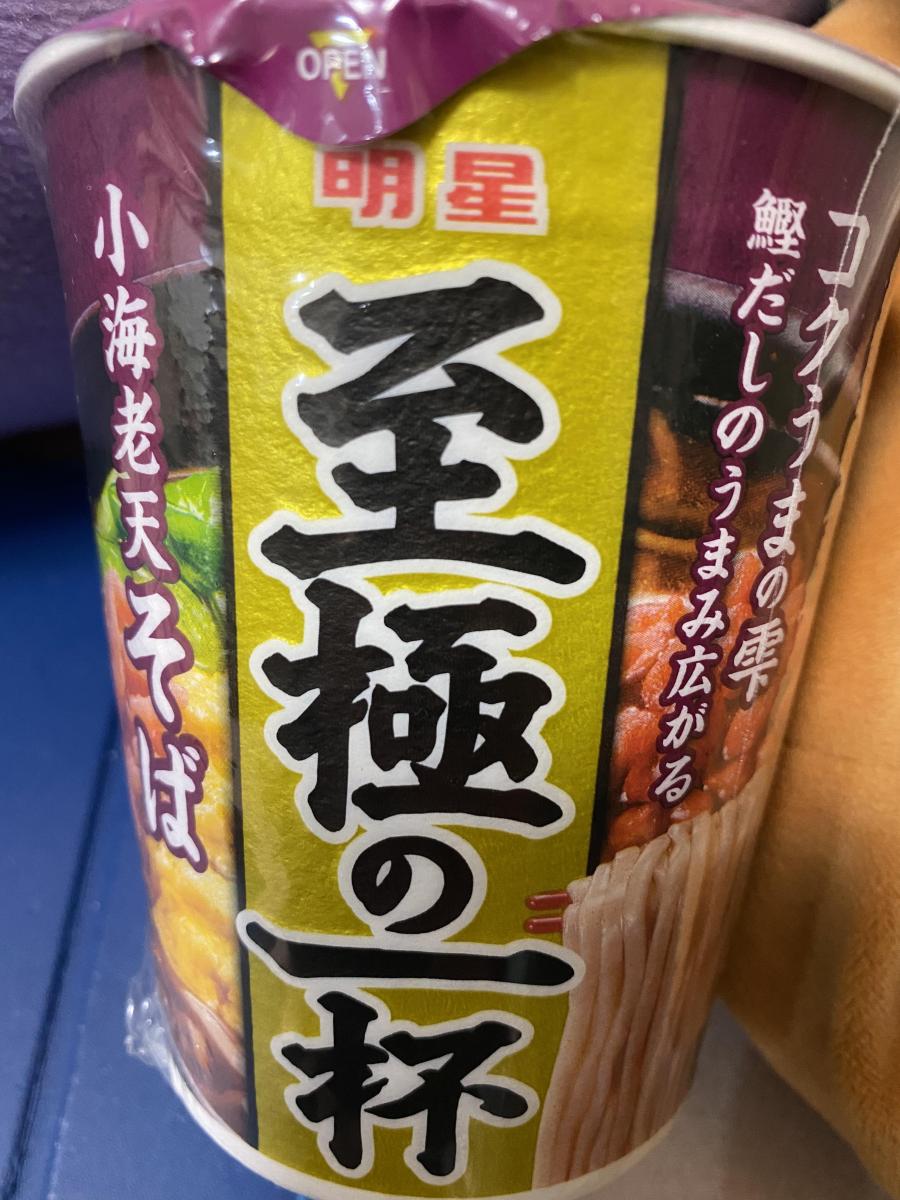 OPEN
明星
至極の一杯
コクうまの雫
鰹だしのうまみ広がる
小海老天そば